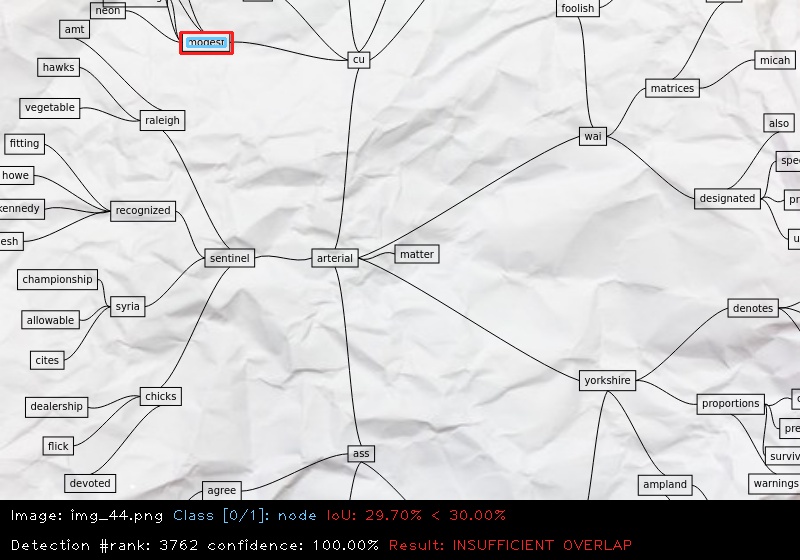 neon
foolish
amt
cu
hawks
micah
matrices
vegetable
raleigh
also
wai
fitting
howe
designated
kennedy
recognized
matter
sentinel
arterial
championship
syria
denotes
allowable
cites
yorkshire
chicks
dealership
proportions
flick
ass
devoted
agree
ampland
warnings
Image: img_44.png Class [0/1]: node IoU: 29.70% < 30.00%
Detection #rank: 3762 confidence: 100.00% Result: INSUFFICIENT OVERLAP